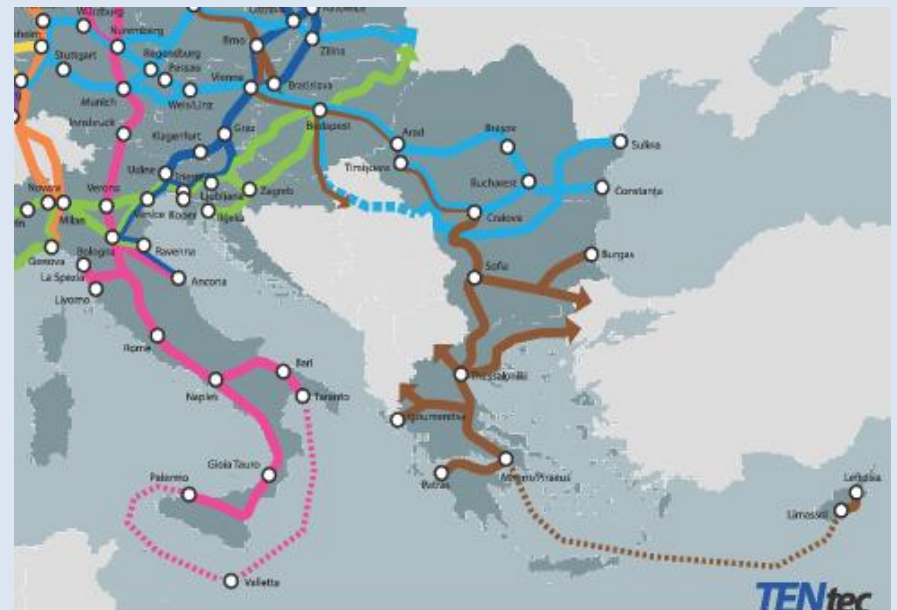 Würzburg
Nuremberg
Stuttgart
Regensburg
Passau
Munich
Wels/Linz
Vienna
Brno
Zilina
Bratislava
Innsbruck
Klagenfurt
Graz
Budapest
Arad
Brasov
Sulina
Timişoara
Udine
Ljubljana
Zagreb
Bucharest
Constanta
Novara
Milan
Verona
Venice
Koper
Rijeka
Craiova
Genova
Bologna
Ravenna
Sofia
Burgas
La Spezia
Ancona
Livorno
Rome
Bari
Thessaloniki
Naples
Taranto
Igoumenitsa
Gioia Tauro
Palermo
Patras
Athens/Piraeus
Lefkosia
Limassol
Valletta
TENtec